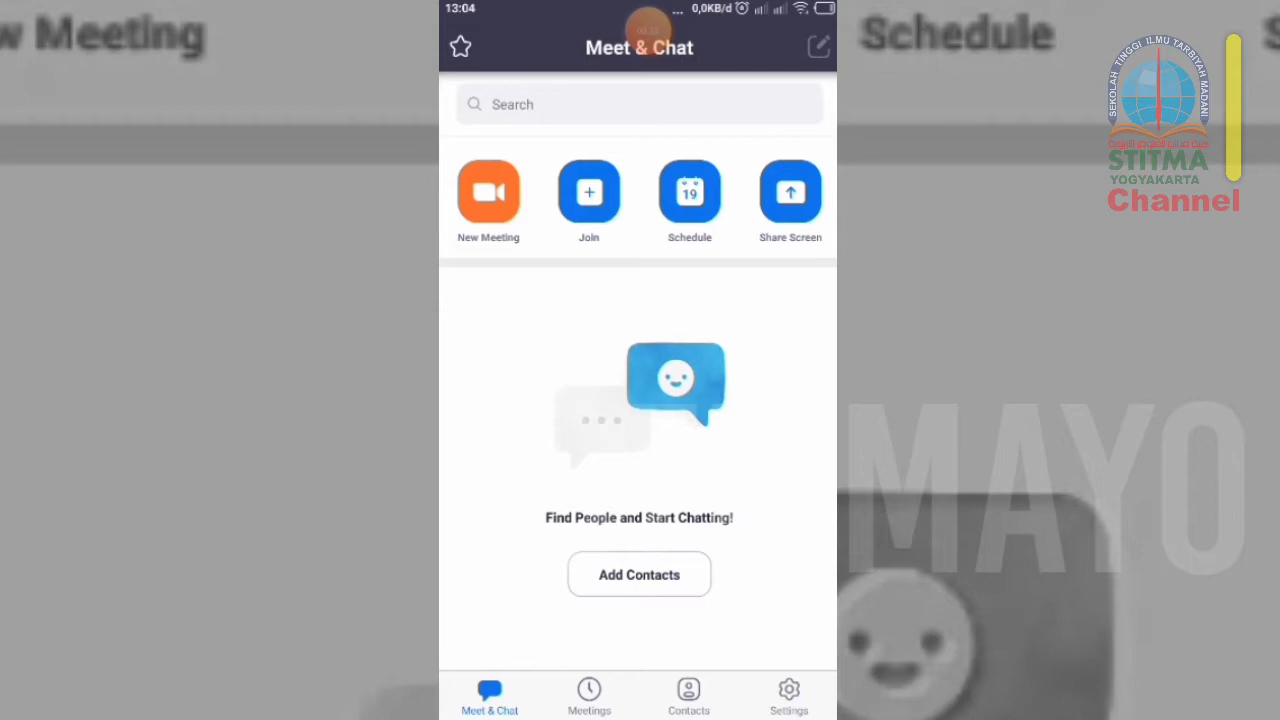 13:04
... 0,0KB/d
Meet & Chat
Search
New Meeting
Join
19
Schedule
Share Screen
Find People and Start Chatting!
Add Contacts
Meet & Chat
Meetings
Contacts
Settings
w Meeting
Schedule
S
MAYO
SEKOLAH TINGGI ILMU TARBIYAH MADANI
STITMA
YOGYAKARTA
Channel